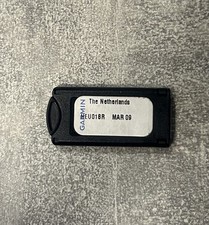 The Netherlands
EU018R MAR 09
GARMIN